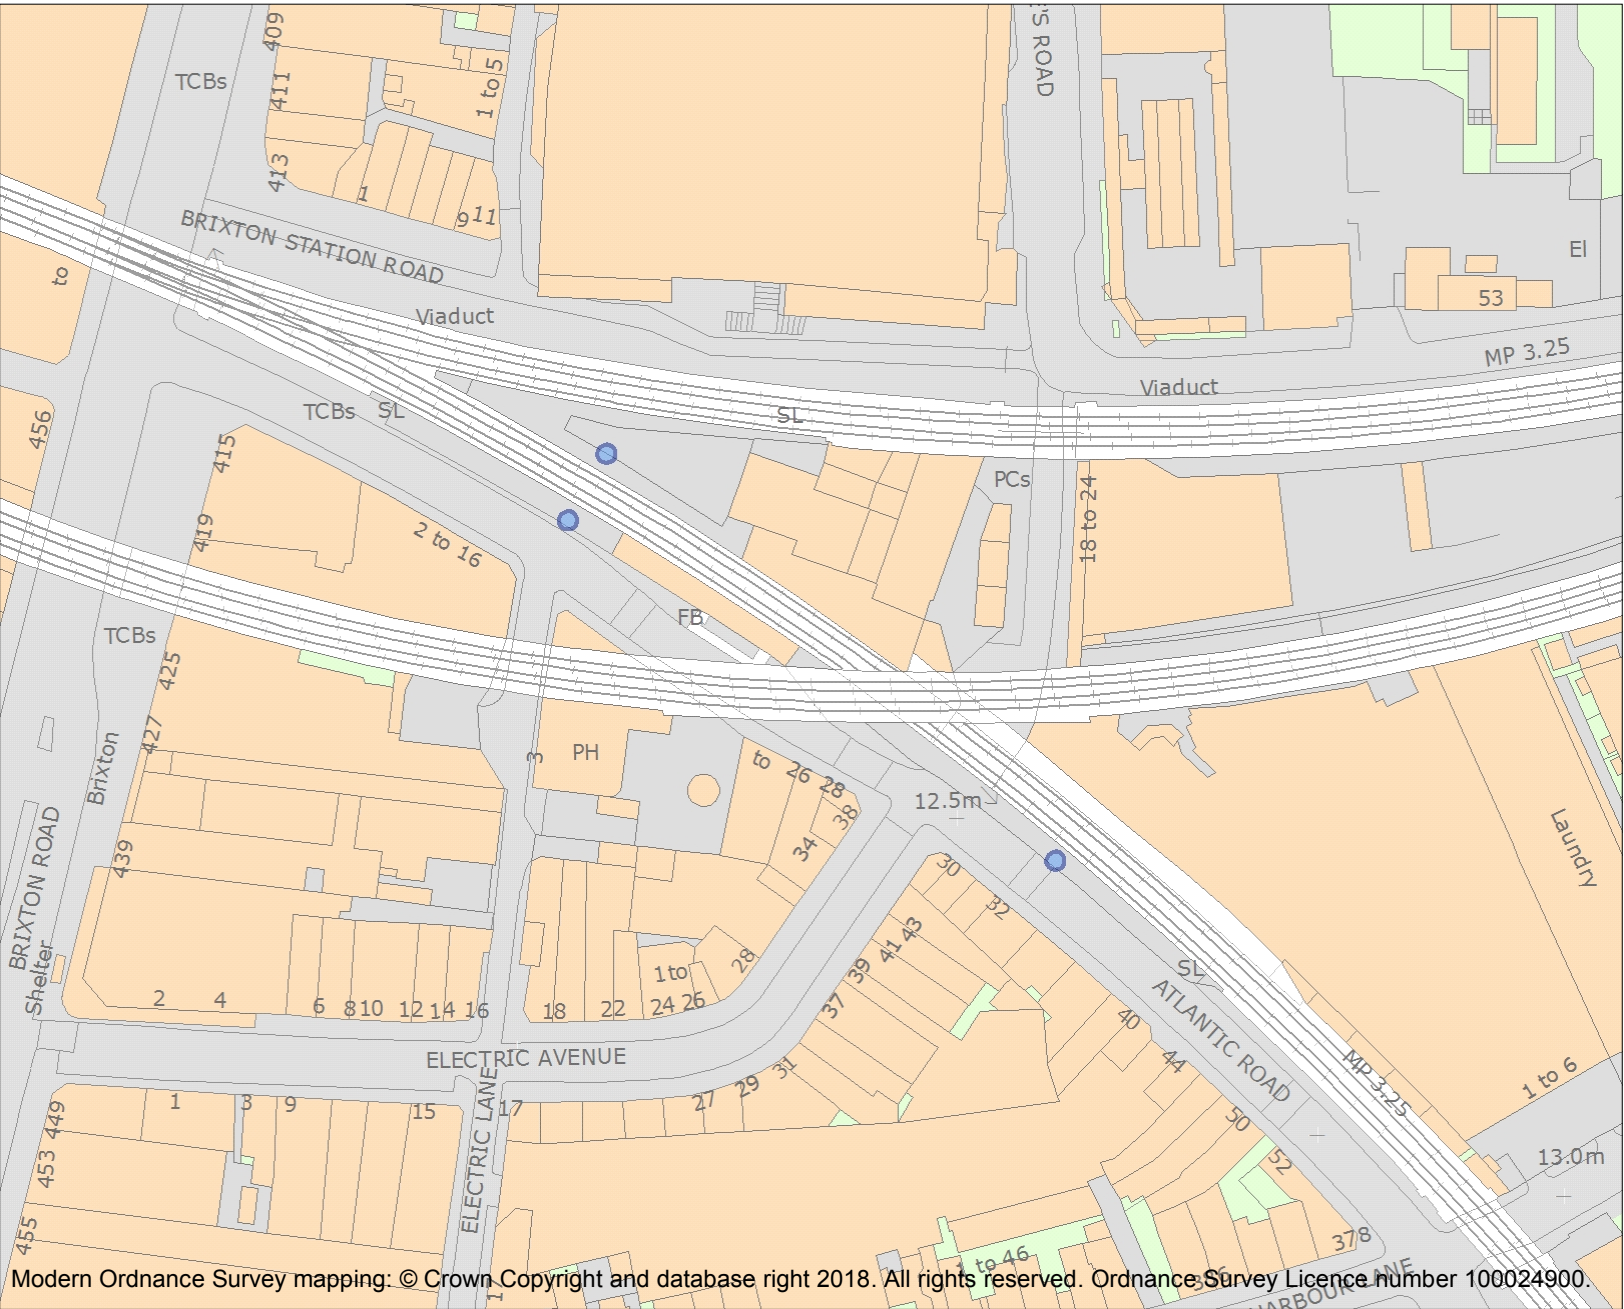 409
TCBs
411
1 to 5
'S ROAD
413
1
9
11
BRIXTON STATION ROAD
to
Viaduct
El
53
MP 3.25
Viaduct
456
TCBs
SL
SL
415
419
2 to 16
PCs
18 to 24
FB
TCBs
425
427
Brixton
3
PH
to
26
28
38
34
12.5m
BRIXTON ROAD
439
30
32
Laundry
43
41
39
37
28
1to
Shelter
2
4
6
8
10
12
14
16
18
22
24
26
SL
ATLANTIC ROAD
40
44
ELECTRIC AVENUE
31
29
27
MP 3.25
1 to 6
449
1
3
9
15
17
50
52
453
13.0m
ELECTRIC LANE
455
378
1 to 46
HARBOUR LANE
Modern Ordnance Survey mapping: © Crown Copyright and database right 2018. All rights reserved. Ordnance Survey Licence number 100024900.